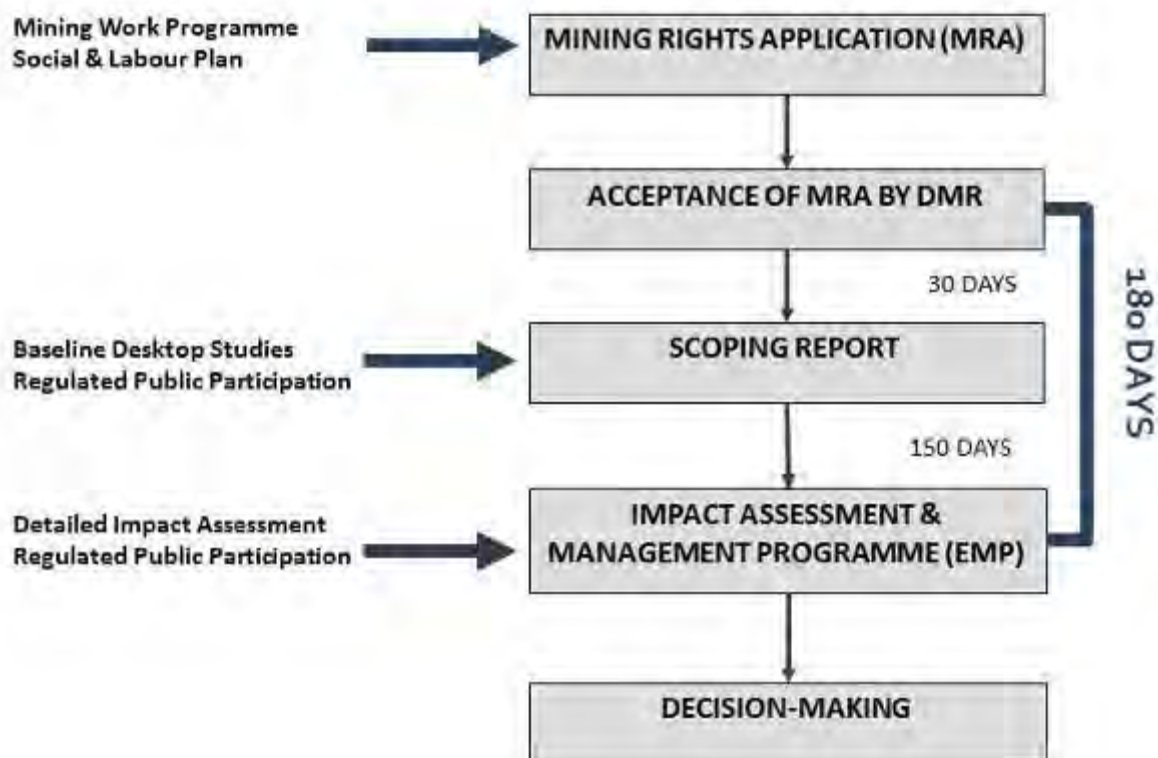 Mining Work Programme
Social & Labour Plan
MINING RIGHTS APPLICATION (MRA)
ACCEPTANCE OF MRA BY DMR
30 DAYS
180 DAYS
Baseline Desktop Studies
Regulated Public Participation
SCOPING REPORT
150 DAYS
Detailed Impact Assessment
Regulated Public Participation
IMPACT ASSESSMENT &
MANAGEMENT PROGRAMME (EMP)
DECISION-MAKING